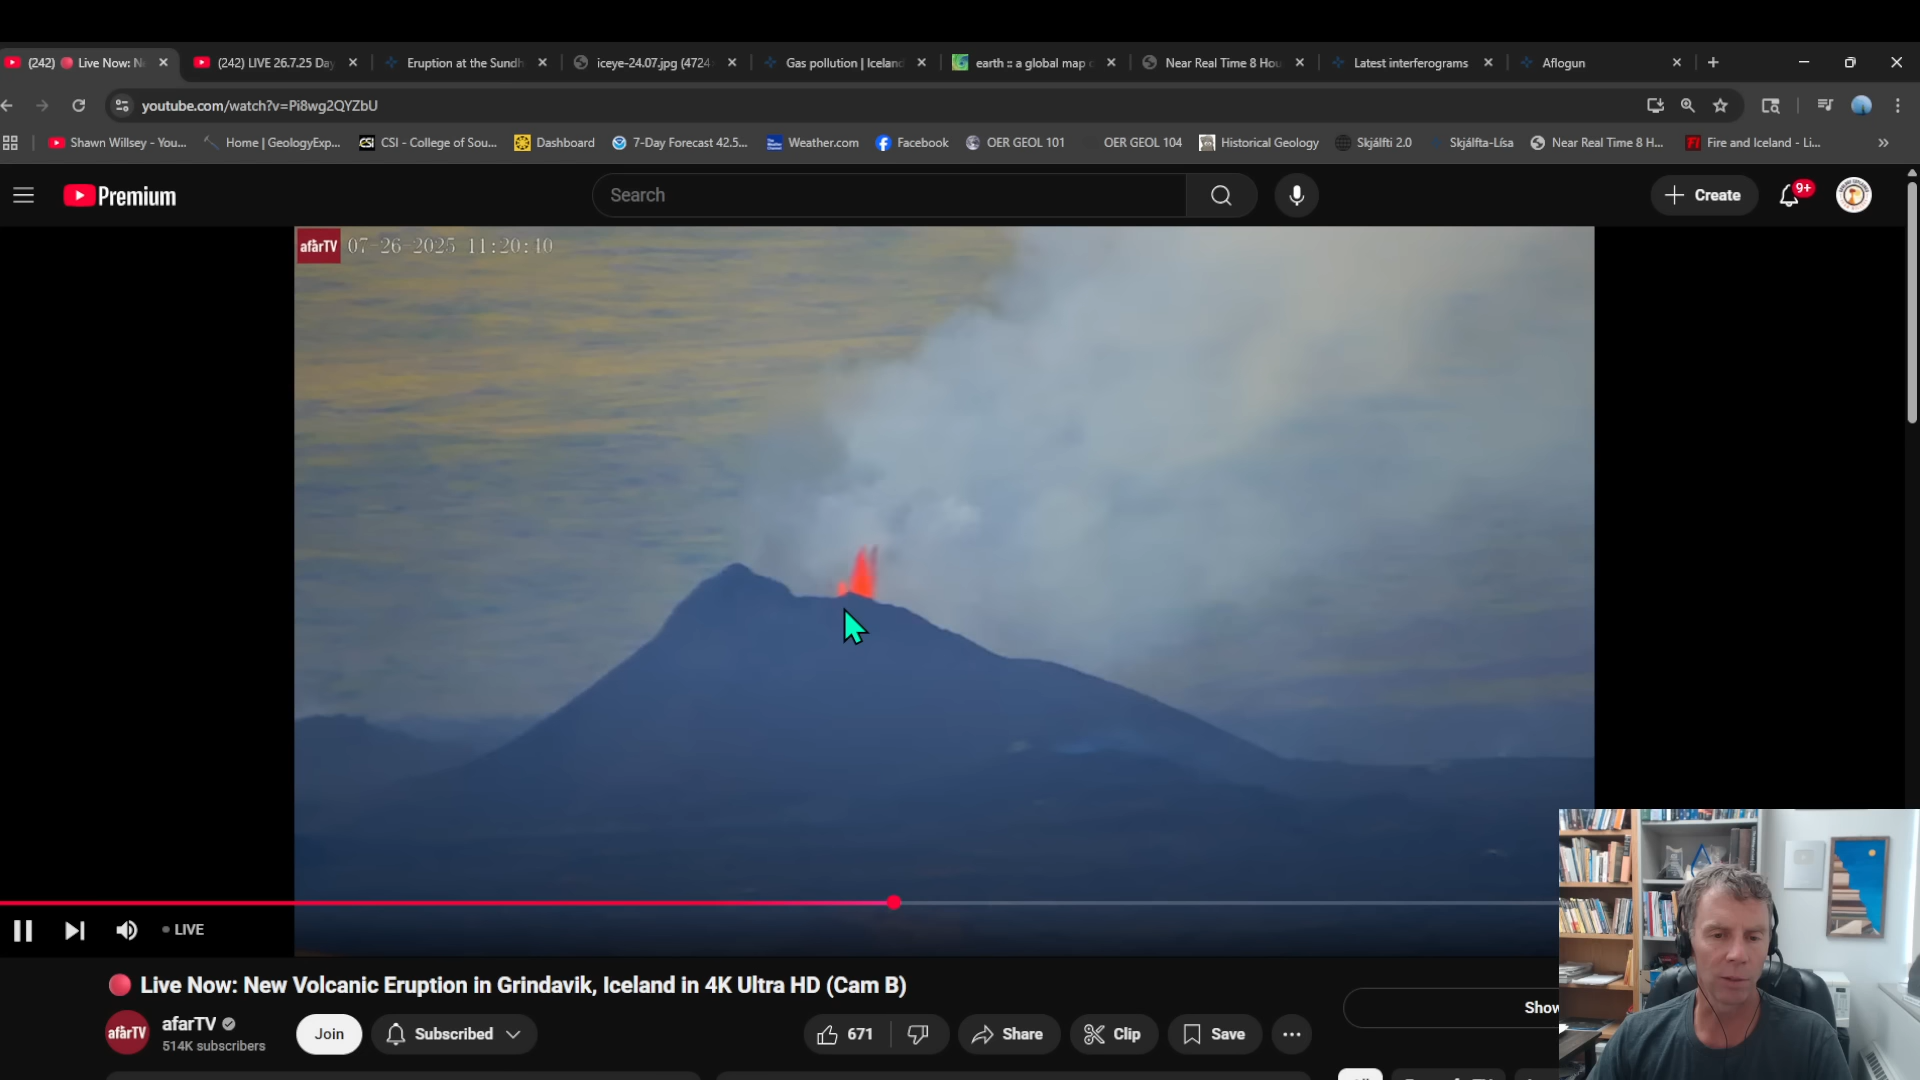 (242) Live Now: N
(242) LIVE 26.7.25 Da
Eruption at the Sundh
iceye-24.07.jpg (4724
Gas pollution | Icelan
earth :: a global map
Near Real Time 8 Hou
Latest interferograms
Aflogun
youtube.com/watch?v=Pi8wg2QYZbU
Shawn Willsey - You...
Home | GeologyExp...
CSI
CSI - College of Sou...
Dashboard
7-Day Forecast 42.5...
Weather.com
Facebook
OER GEOL 101
OER GEOL 104
Historical Geology
Skjálfti 2.0
Skjálfta-Lísa
Near Real Time 8 H...
Fire and Iceland - Li...
Premium
Search
Create
9+
afarTV 07-26-2025 11:20:40
LIVE
Live Now: New Volcanic Eruption in Grindavik, Iceland in 4K Ultra HD (Cam B)
afarTV
afarTV
514K subscribers
Join
Subscribed
671
Share
Clip
Save
Show